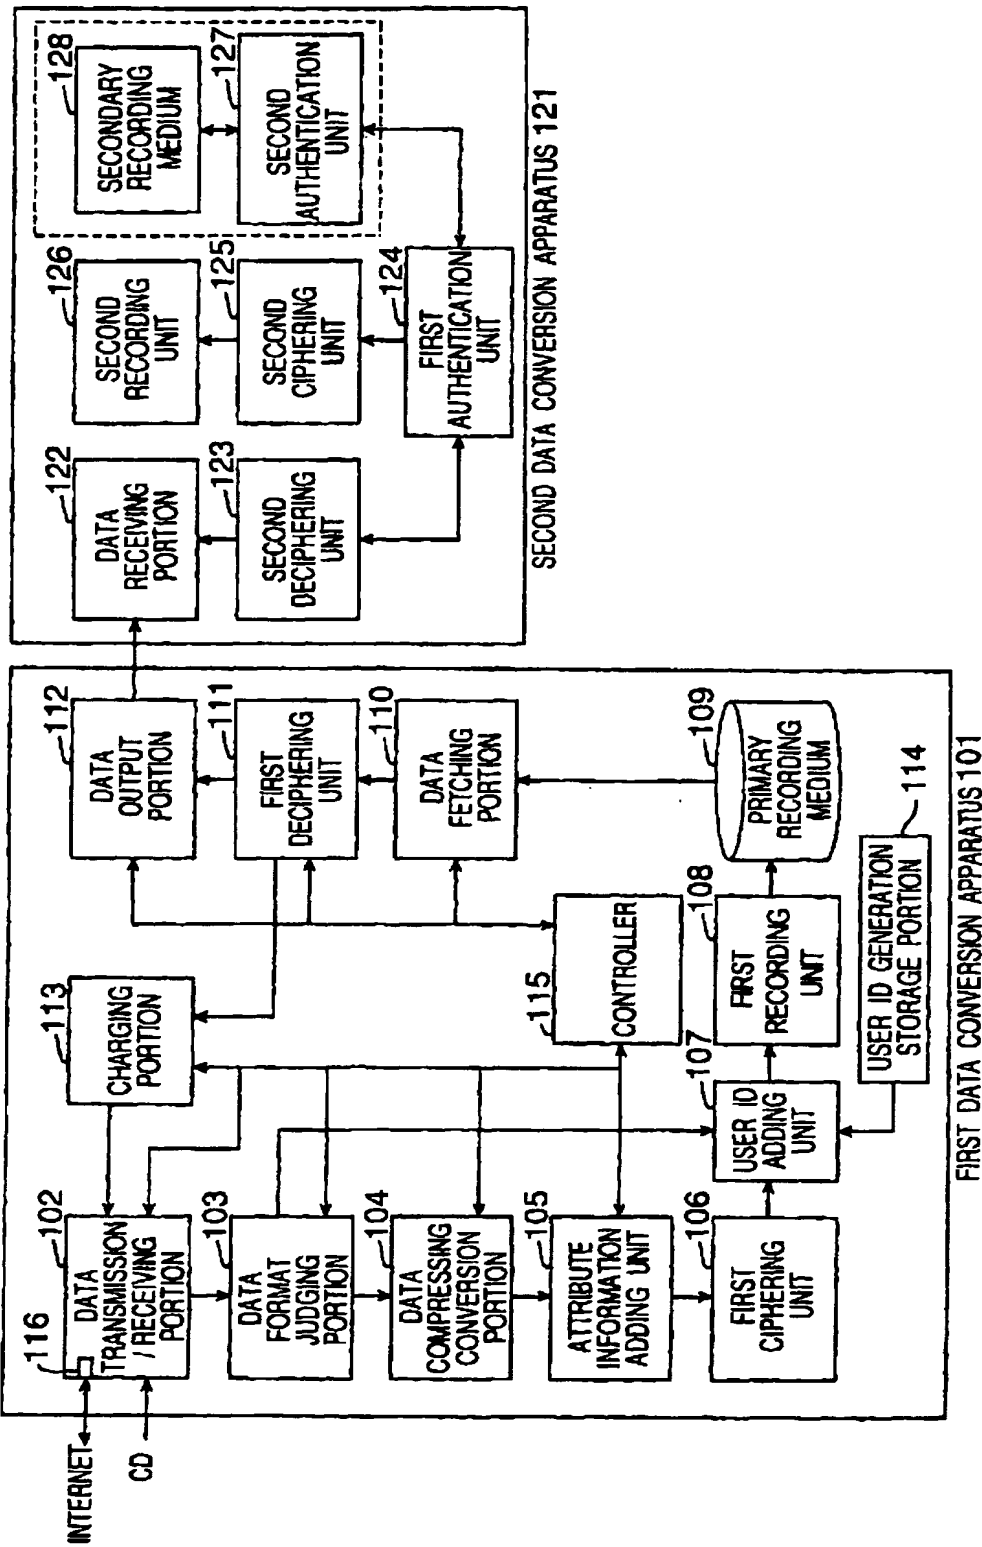 INTERNET
CD
116
102
DATA
TRANSMISSION
/ RECEIVING
PORTION
103
DATA
FORMAT
JUDGING
PORTION
104
DATA
COMPRESSING
CONVERSION
PORTION
105
ATTRIBUTE
INFORMATION
ADDING UNIT
106
FIRST
CIPHERING
UNIT
113
CHARGING
PORTION
115
CONTROLLER
107
USER ID
ADDING
UNIT
108
FIRST
RECORDING
UNIT
USER ID GENERATION
STORAGE PORTION
114
112
DATA
OUTPUT
PORTION
111
FIRST
DECIPHERING
UNIT
110
DATA
FETCHING
PORTION
109
PRIMARY
RECORDING
MEDIUM
FIRST DATA CONVERSION APPARATUS 101
122
DATA
RECEIVING
PORTION
123
SECOND
DECIPHERING
UNIT
126
SECOND
RECORDING
UNIT
125
SECOND
CIPHERING
UNIT
124
FIRST
AUTHENTICATION
UNIT
128
SECONDARY
RECORDING
MEDIUM
127
SECOND
AUTHENTICATION
UNIT
SECOND DATA CONVERSION APPARATUS 121